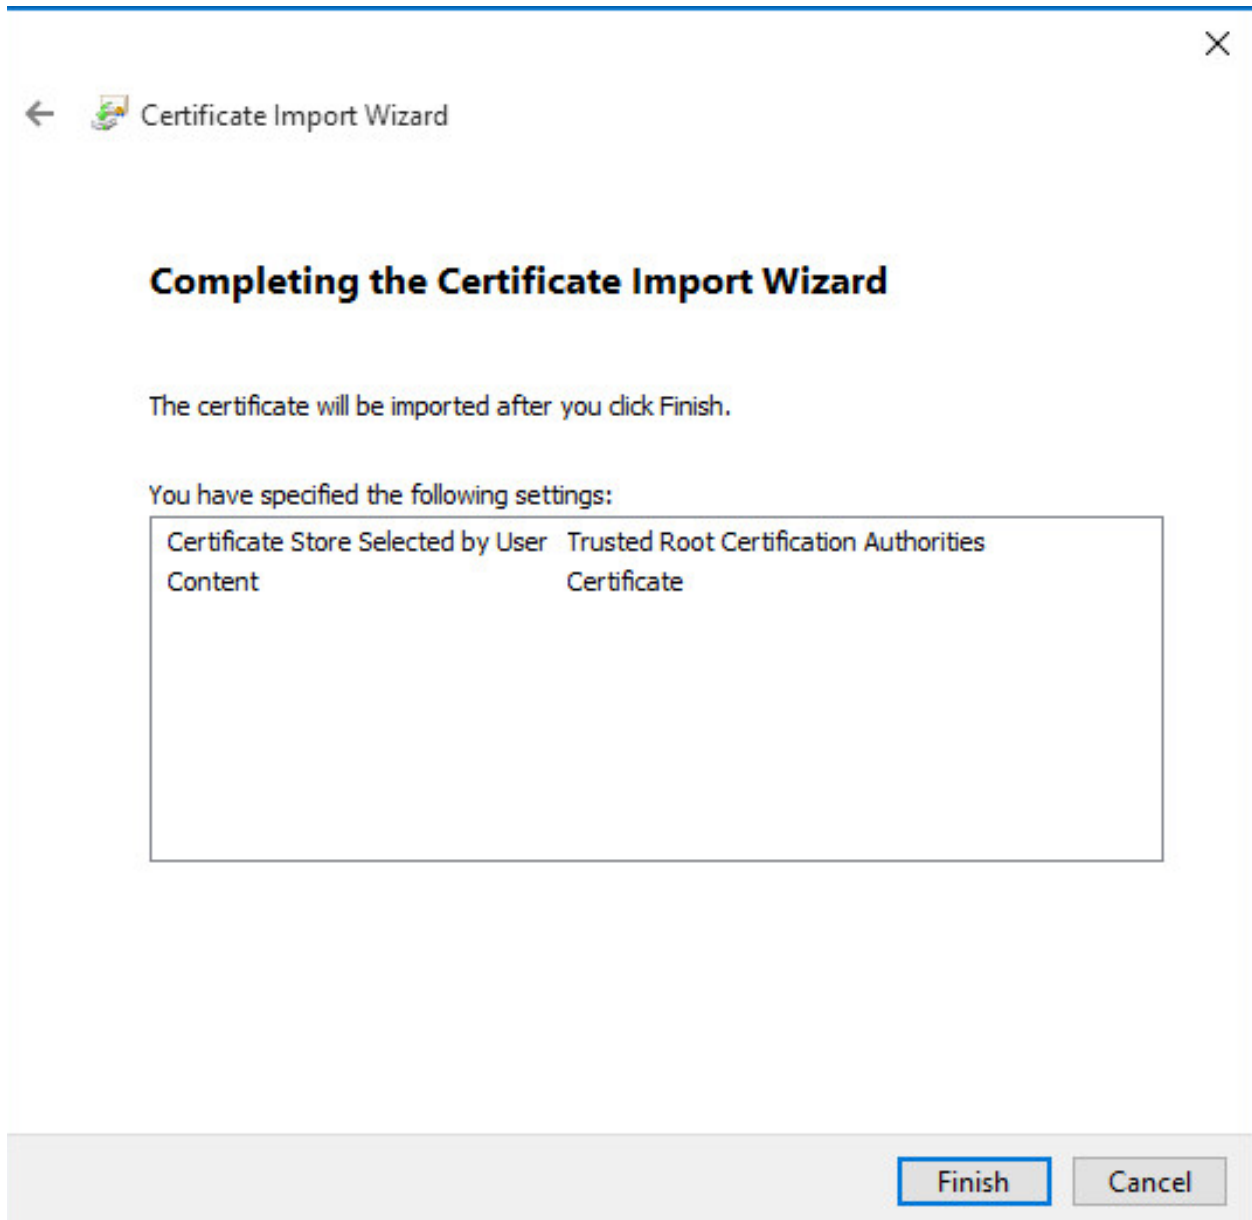 Certificate Import Wizard
Completing the Certificate Import Wizard
The certificate will be imported after you click Finish.
You have specified the following settings:
Certificate Store Selected by User Trusted Root Certification Authorities
Content Certificate
Finish Cancel